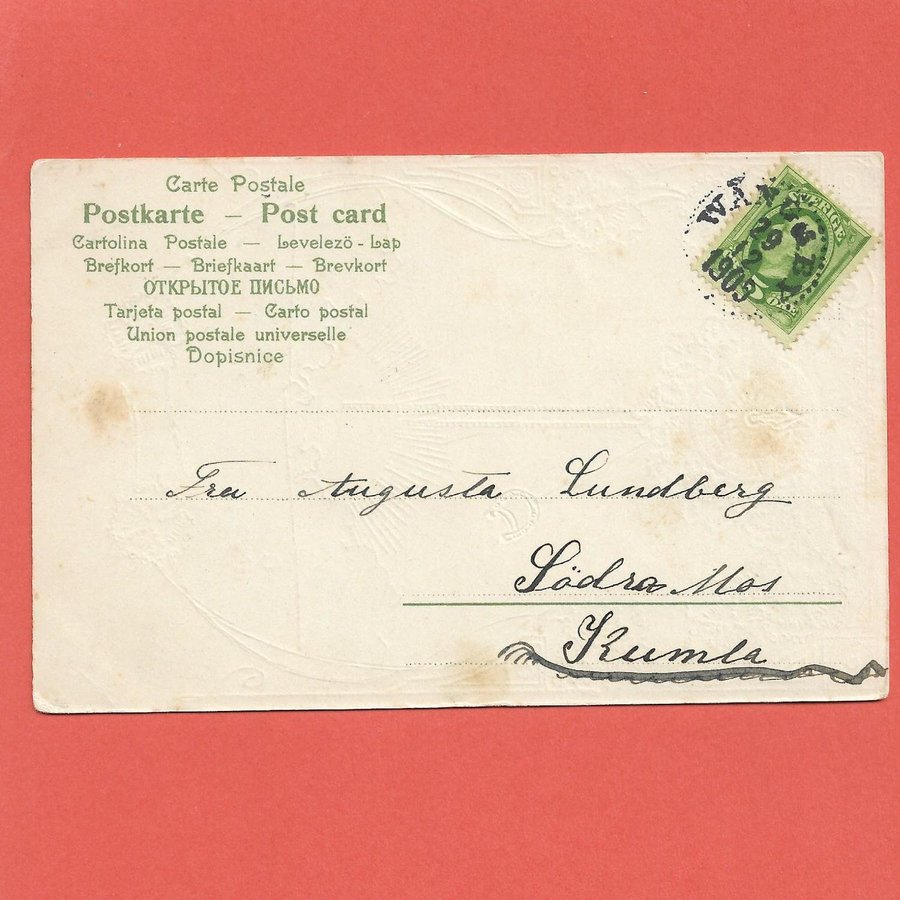 Carte Postale
Postkarte — Post card
Cartolina Postale — Levelező-Lap
Brefkort — Briefkaart — Brevkort
ОТКРЫТОЕ ПИСЬМО
Tarjeta postal — Carto postal
Union postale universelle
Dopisnice
SVERIGE
1903
Fru Augusta Lundberg
Södra Mos
Kumla